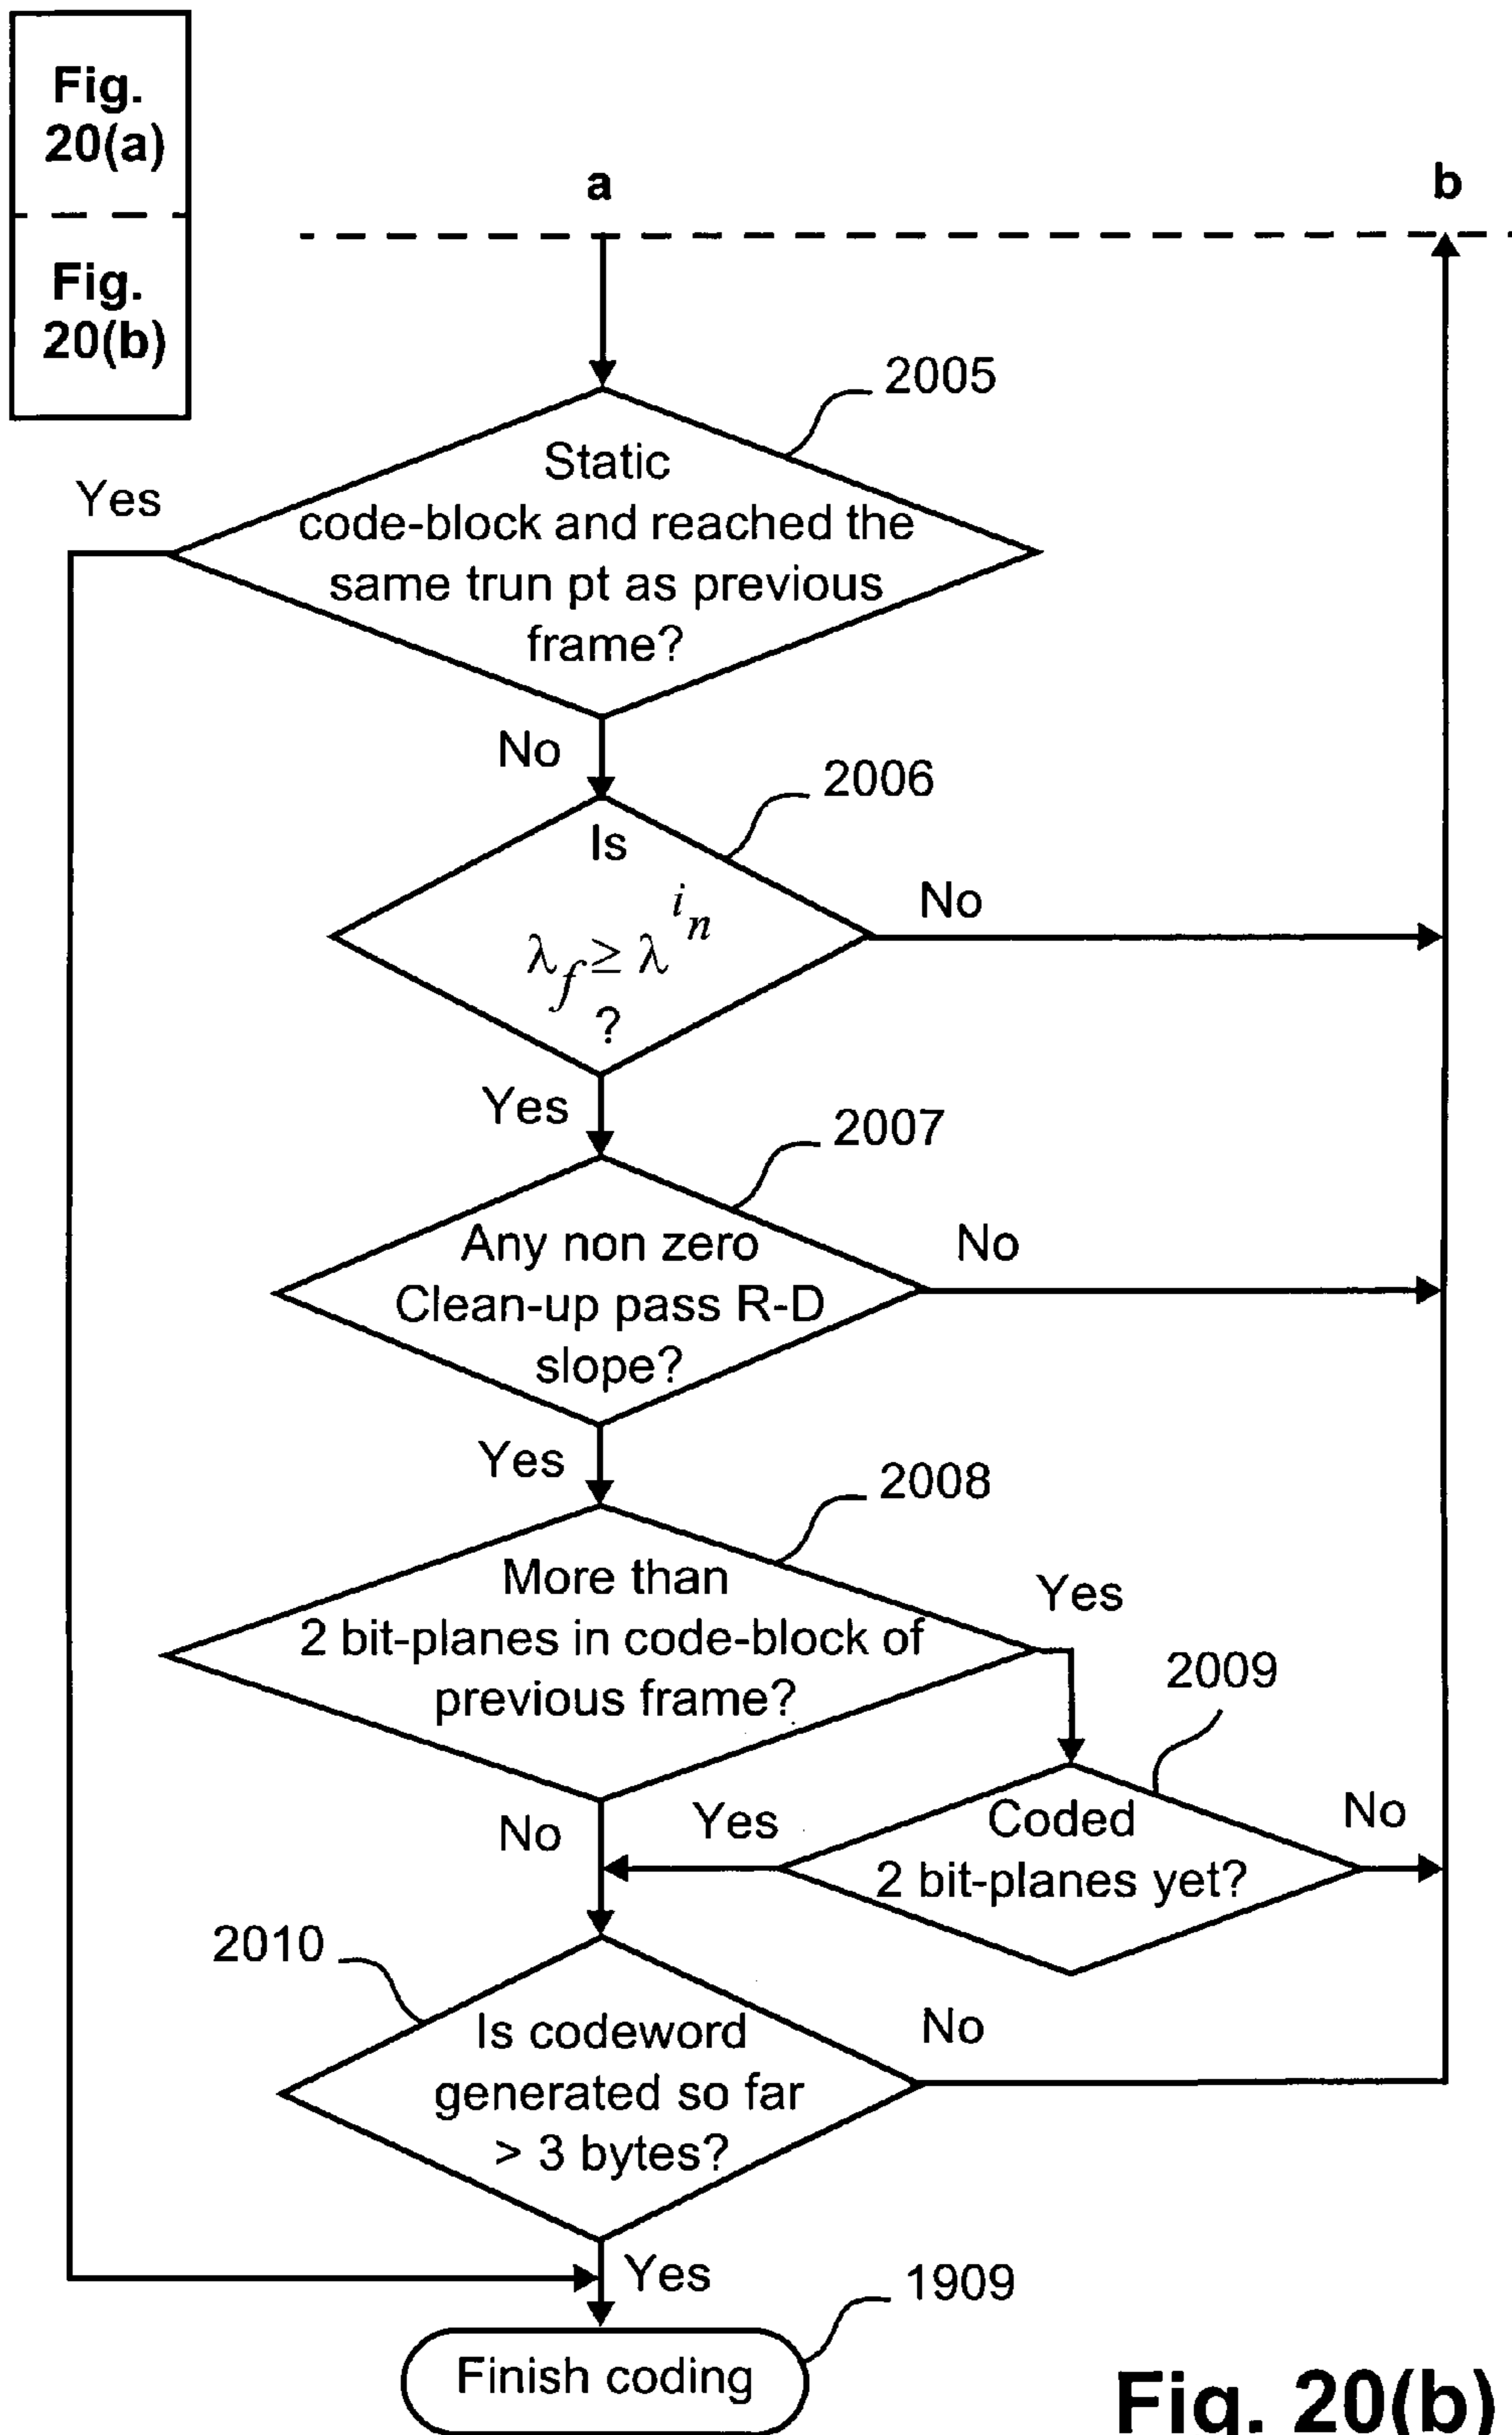 Fig.
20(a)
Fig.
20(b)
a
b
2005
Static
code-block and reached the
same trun pt as previous
frame?
Yes
No
2006
Is
λf ≥ λ^in
?
No
Yes
2007
Any non zero
Clean-up pass R-D
slope?
No
Yes
2008
More than
2 bit-planes in code-block of
previous frame?
Yes
2009
No
Yes
Coded
2 bit-planes yet?
No
2010
Is codeword
generated so far
> 3 bytes?
No
Yes
1909
Finish coding
Fig. 20(b)